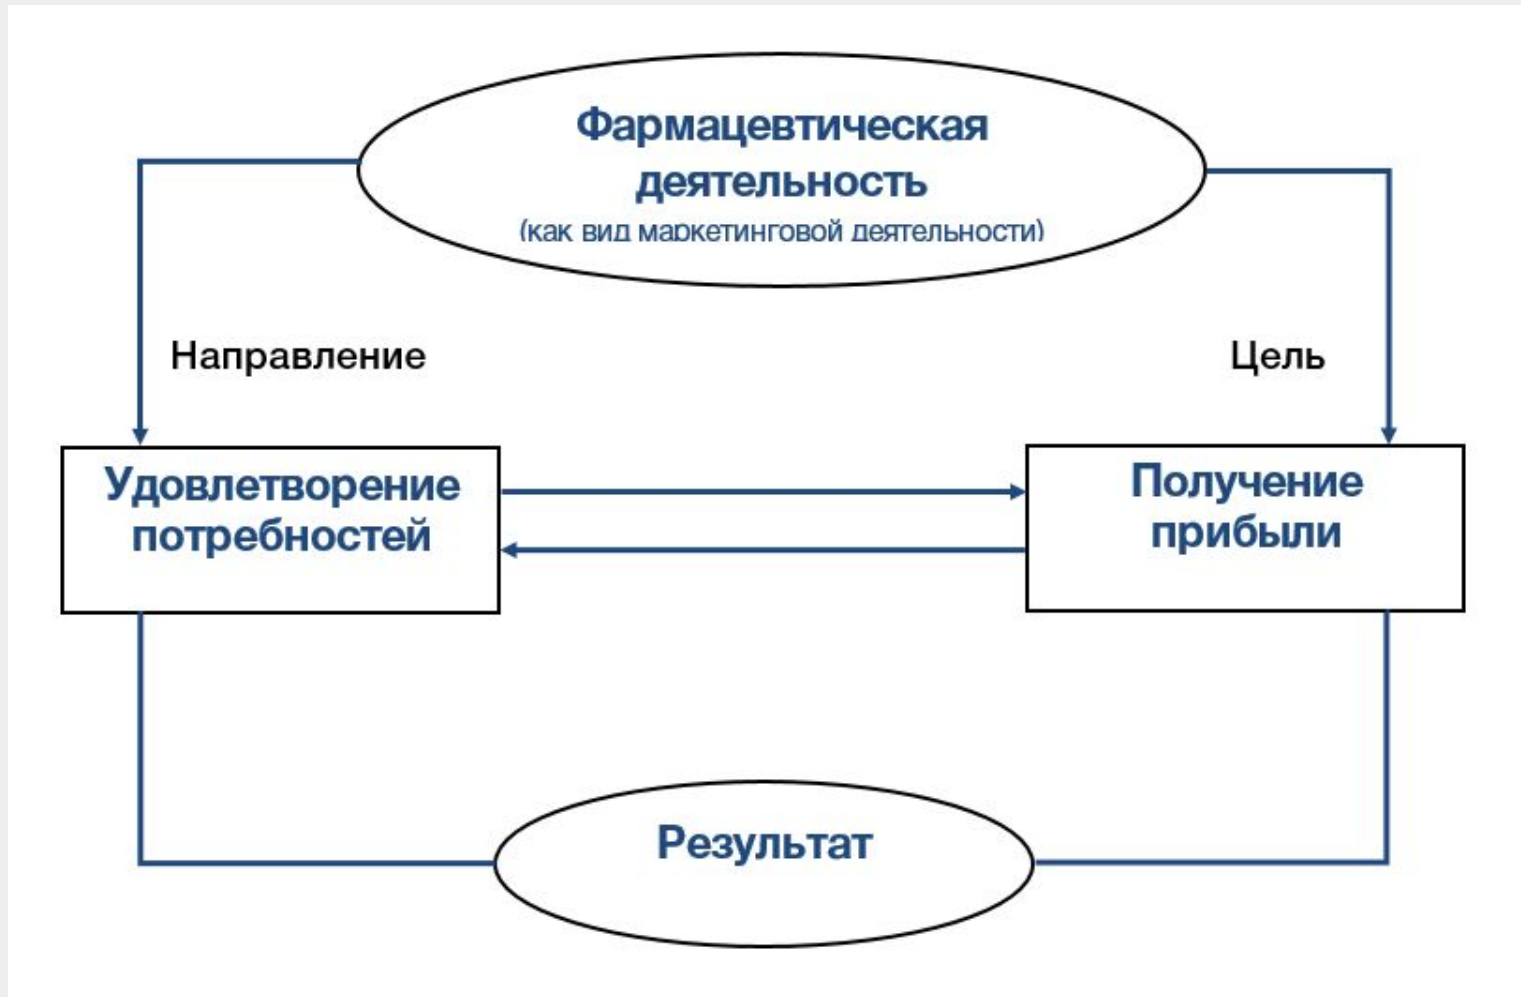 Фармацевтическая
деятельность
(как вид маркетинговой деятельности)
Направление
Цель
Удовлетворение
потребностей
Получение
прибыли
Результат